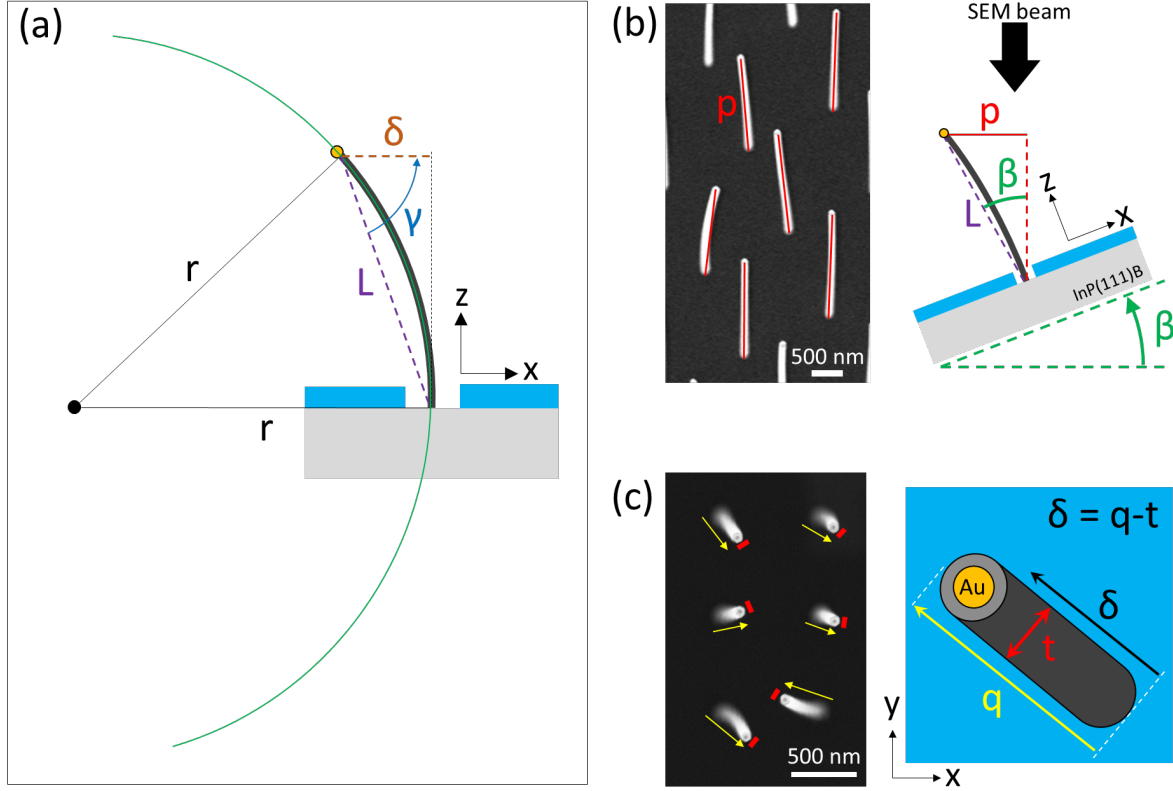 (a)
δ
γ
r
L
z
x
r
(b)
p
500 nm
SEM beam
p
β
z
L
x
InP(111)B
β
(c)
500 nm
δ = q-t
Au
δ
t
q
y
x